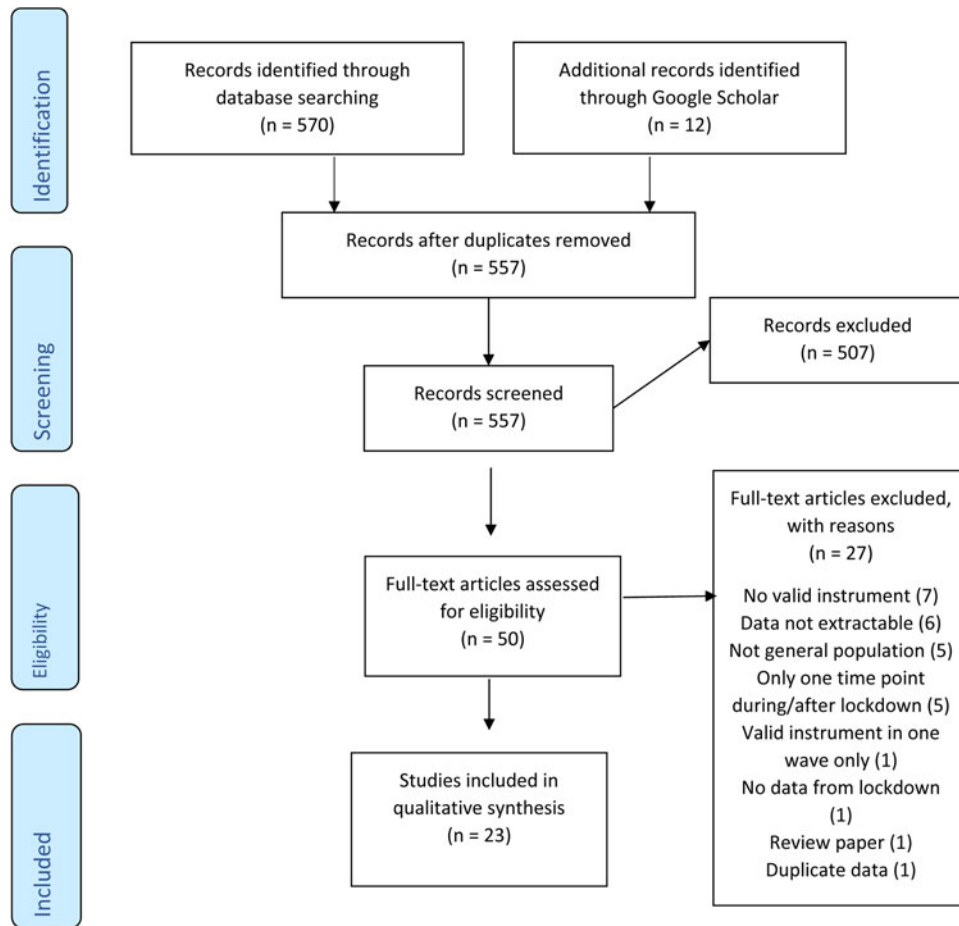 Identification
Records identified through
database searching
(n = 570)
Additional records identified
through Google Scholar
(n = 12)
Records after duplicates removed
(n = 557)
Screening
Records excluded
(n = 507)
Records screened
(n = 557)
Eligibility
Full-text articles assessed
for eligibility
(n = 50)
Full-text articles excluded,
with reasons
(n = 27)
No valid instrument (7)
Data not extractable (6)
Not general population (5)
Only one time point
during/after lockdown (5)
Valid instrument in one
wave only (1)
No data from lockdown
(1)
Review paper (1)
Duplicate data (1)
Included
Studies included in
qualitative synthesis
(n = 23)